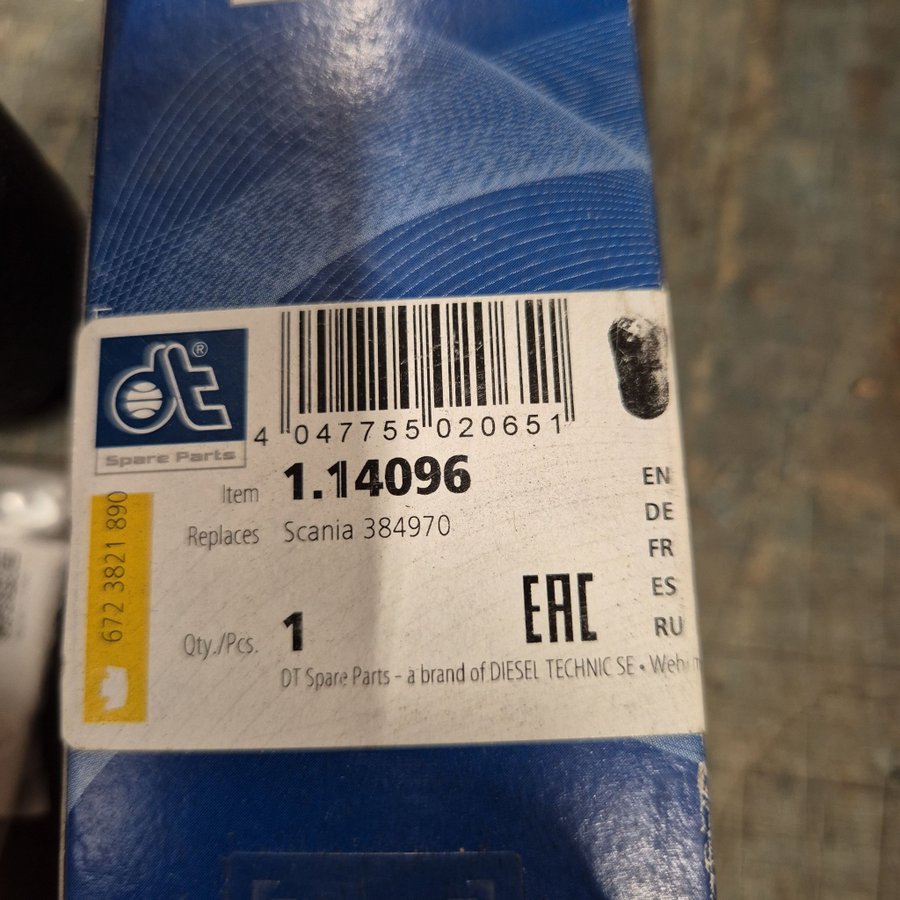 dt®
Spare Parts
4 047755 020651
Item 1.14096
Replaces Scania 384970
672 3821 890
Qty./Pcs. 1
EAC
DT Spare Parts – a brand of DIESEL TECHNIC SE •
EN
DE
FR
ES
RU